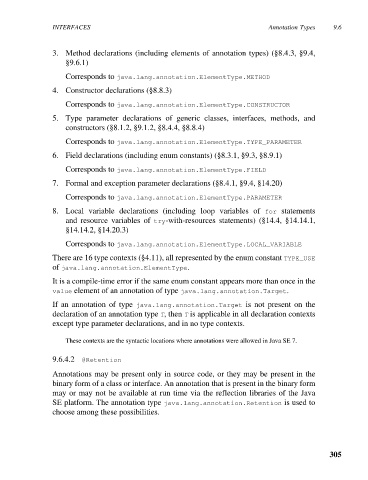 INTERFACES Annotation Types 9.6
3. Method declarations (including elements of annotation types) (§8.4.3, §9.4,
§9.6.1)
Corresponds to java.lang.annotation.ElementType.METHOD
4. Constructor declarations (§8.8.3)
Corresponds to java.lang.annotation.ElementType.CONSTRUCTOR
5. Type parameter declarations of generic classes, interfaces, methods, and
constructors (§8.1.2, §9.1.2, §8.4.4, §8.8.4)
Corresponds to java.lang.annotation.ElementType.TYPE_PARAMETER
6. Field declarations (including enum constants) (§8.3.1, §9.3, §8.9.1)
Corresponds to java.lang.annotation.ElementType.FIELD
7. Formal and exception parameter declarations (§8.4.1, §9.4, §14.20)
Corresponds to java.lang.annotation.ElementType.PARAMETER
8. Local variable declarations (including loop variables of for statements
and resource variables of try-with-resources statements) (§14.4, §14.14.1,
§14.14.2, §14.20.3)
Corresponds to java.lang.annotation.ElementType.LOCAL_VARIABLE
There are 16 type contexts (§4.11), all represented by the enum constant TYPE_USE
of java.lang.annotation.ElementType.
It is a compile-time error if the same enum constant appears more than once in the
value element of an annotation of type java.lang.annotation.Target.
If an annotation of type java.lang.annotation.Target is not present on the
declaration of an annotation type T, then T is applicable in all declaration contexts
except type parameter declarations, and in no type contexts.
These contexts are the syntactic locations where annotations were allowed in Java SE 7.
9.6.4.2 @Retention
Annotations may be present only in source code, or they may be present in the
binary form of a class or interface. An annotation that is present in the binary form
may or may not be available at run time via the reflection libraries of the Java
SE platform. The annotation type java.lang.annotation.Retention is used to
choose among these possibilities.
305